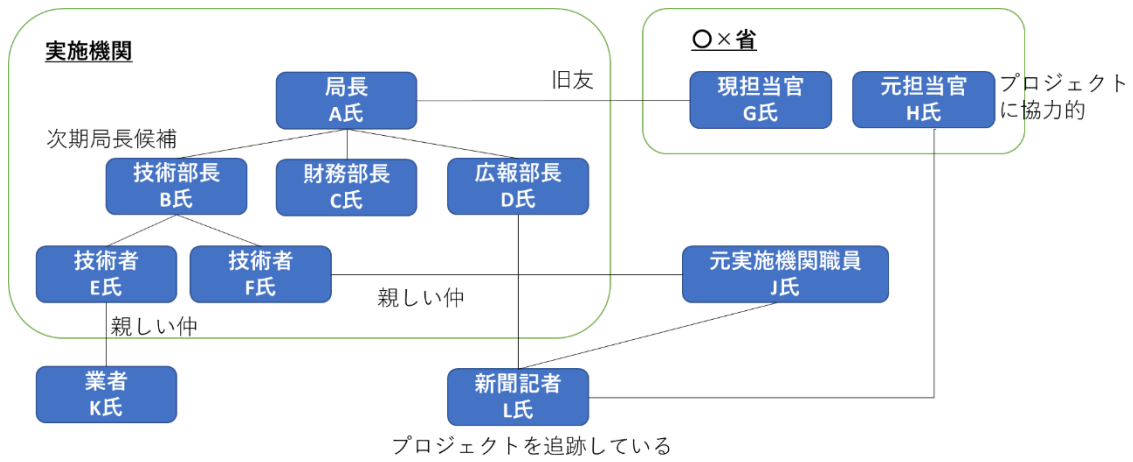 実施機関
〇×省
局長
A氏
旧友
現担当官
G氏
元担当官
H氏
プロジェクト
に協力的
次期局長候補
技術部長
B氏
財務部長
C氏
広報部長
D氏
技術者
E氏
技術者
F氏
元実施機関職員
J氏
親しい仲
親しい仲
業者
K氏
新聞記者
L氏
プロジェクトを追跡している